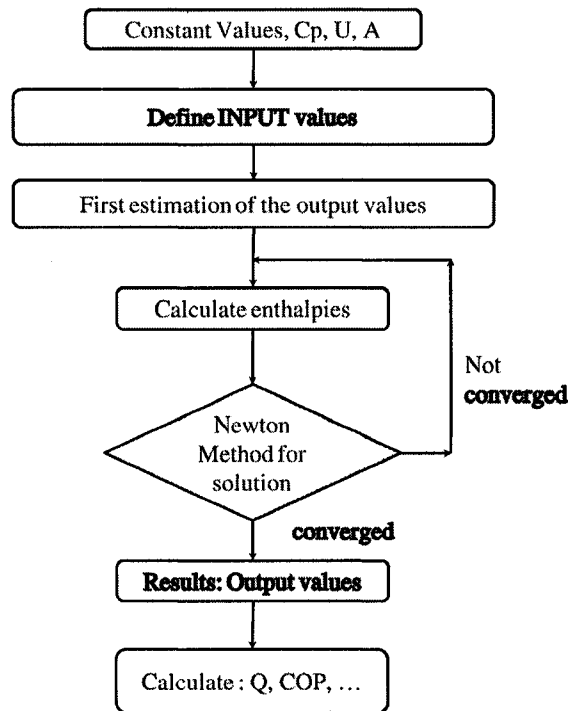 Constant Values, Cp, U, A
Define INPUT values
First estimation of the output values
Calculate enthalpies
Not
converged
Newton
Method for
solution
converged
Results: Output values
Calculate : Q, COP, ...